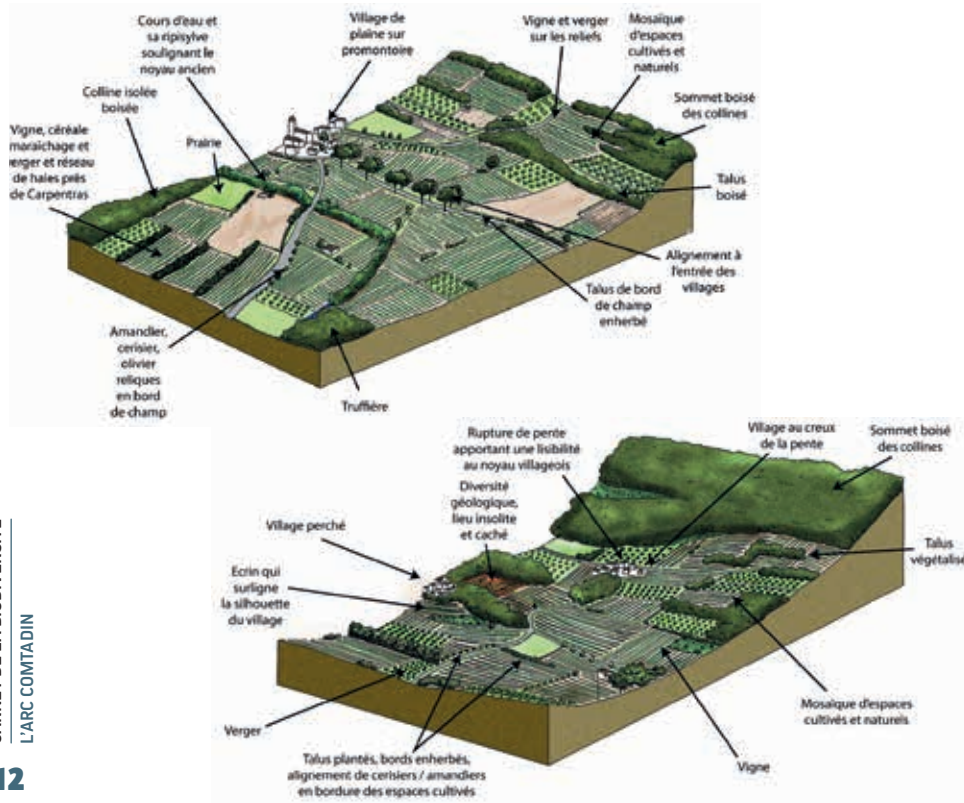 Cours d'eau et
sa ripisylve
soulignant le
noyau ancien
Village de
plaine sur
promontoire
Vigne et verger
sur les reliefs
Mosaïque
d'espaces
cultivés et
naturels
Colline isolée
boisée
Sommet boisé
des collines
Vigne, céréale
maraîchage et
verger et réseau
de haies près
de Carpentras
Prairie
Talus
boisé
Alignement à
l'entrée des
villages
Talus de bord
de champ
enherbé
Amandier,
cerisier,
olivier
reliques
en bord
de champ
Truffière
Rupture de pente
apportant une lisibilité
au noyau villageois
Village au creux
de la pente
Sommet boisé
des collines
Diversité
géologique,
lieu insolite
et caché
Village perché
Talus
végétalisé
Ecrin qui
surligne
la silhouette
du village
Verger
Talus plantés, bords enherbés,
alignement de cerisiers / amandiers
en bordure des espaces cultivés
Vigne
Mosaïque d'espaces
cultivés et naturels
L'ARC COMTADIN
12